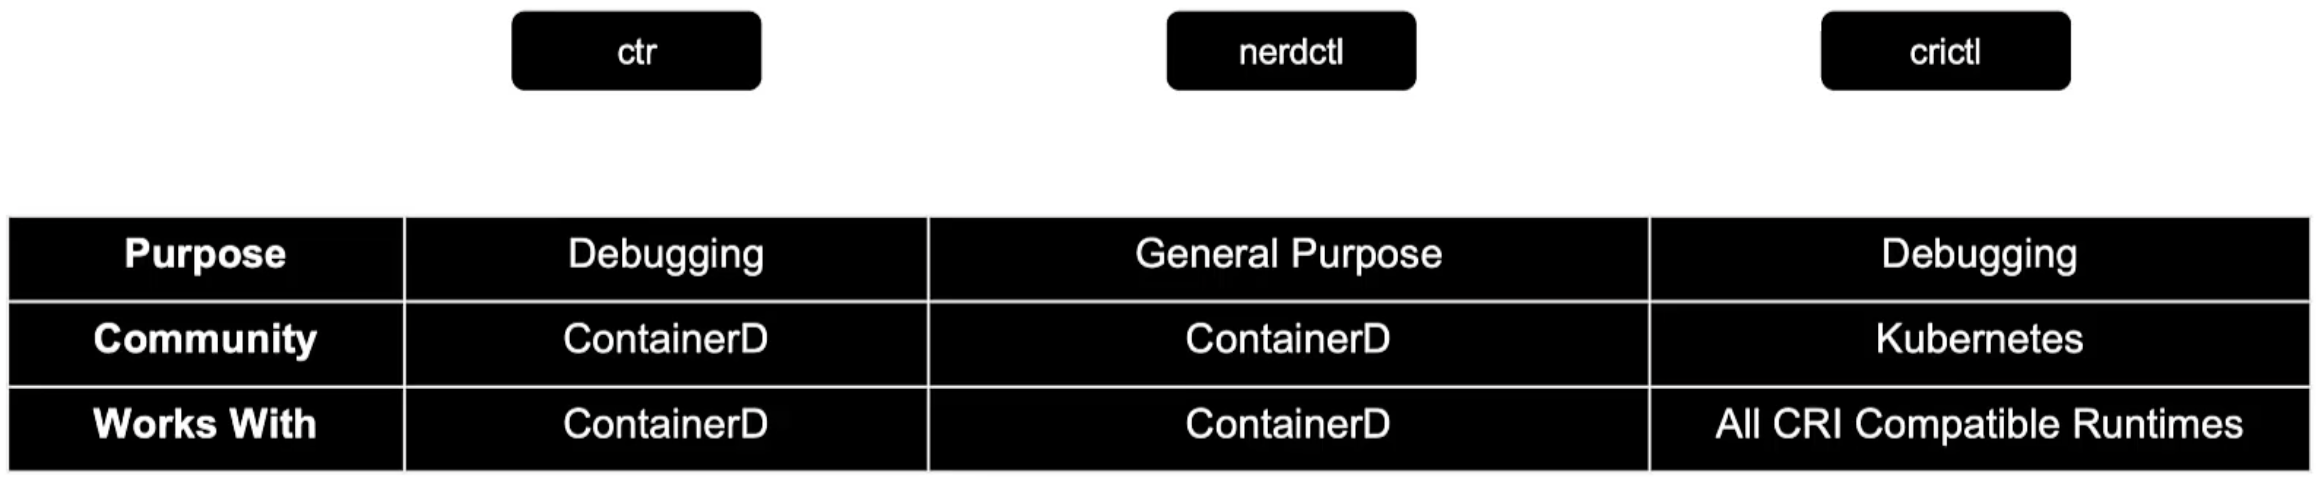 ctr nerdctl crictl
Purpose Debugging General Purpose Debugging
Community ContainerD ContainerD Kubernetes
Works With ContainerD ContainerD All CRI Compatible Runtimes